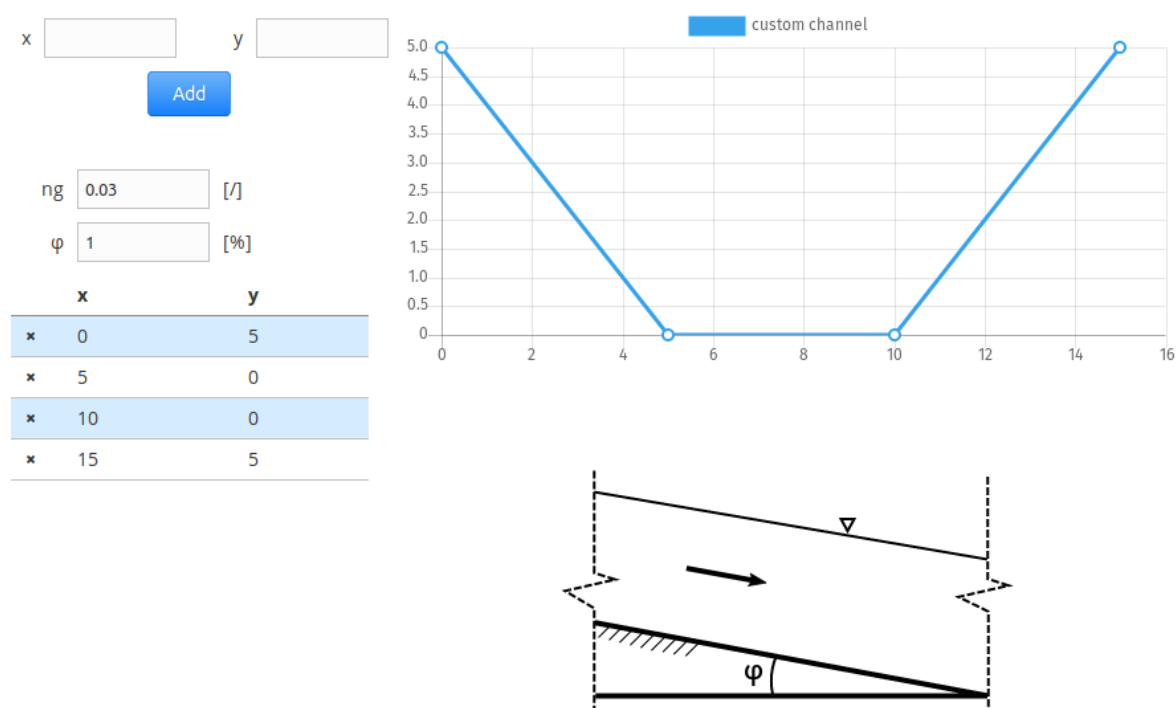 x y
Add
ng 0.03 [/]
φ 1 [%]
x y
× 0 5
× 5 0
× 10 0
× 15 5
custom channel
5.0
4.5
4.0
3.5
3.0
2.5
2.0
1.5
1.0
0.5
0
0 2 4 6 8 10 12 14 16
φ